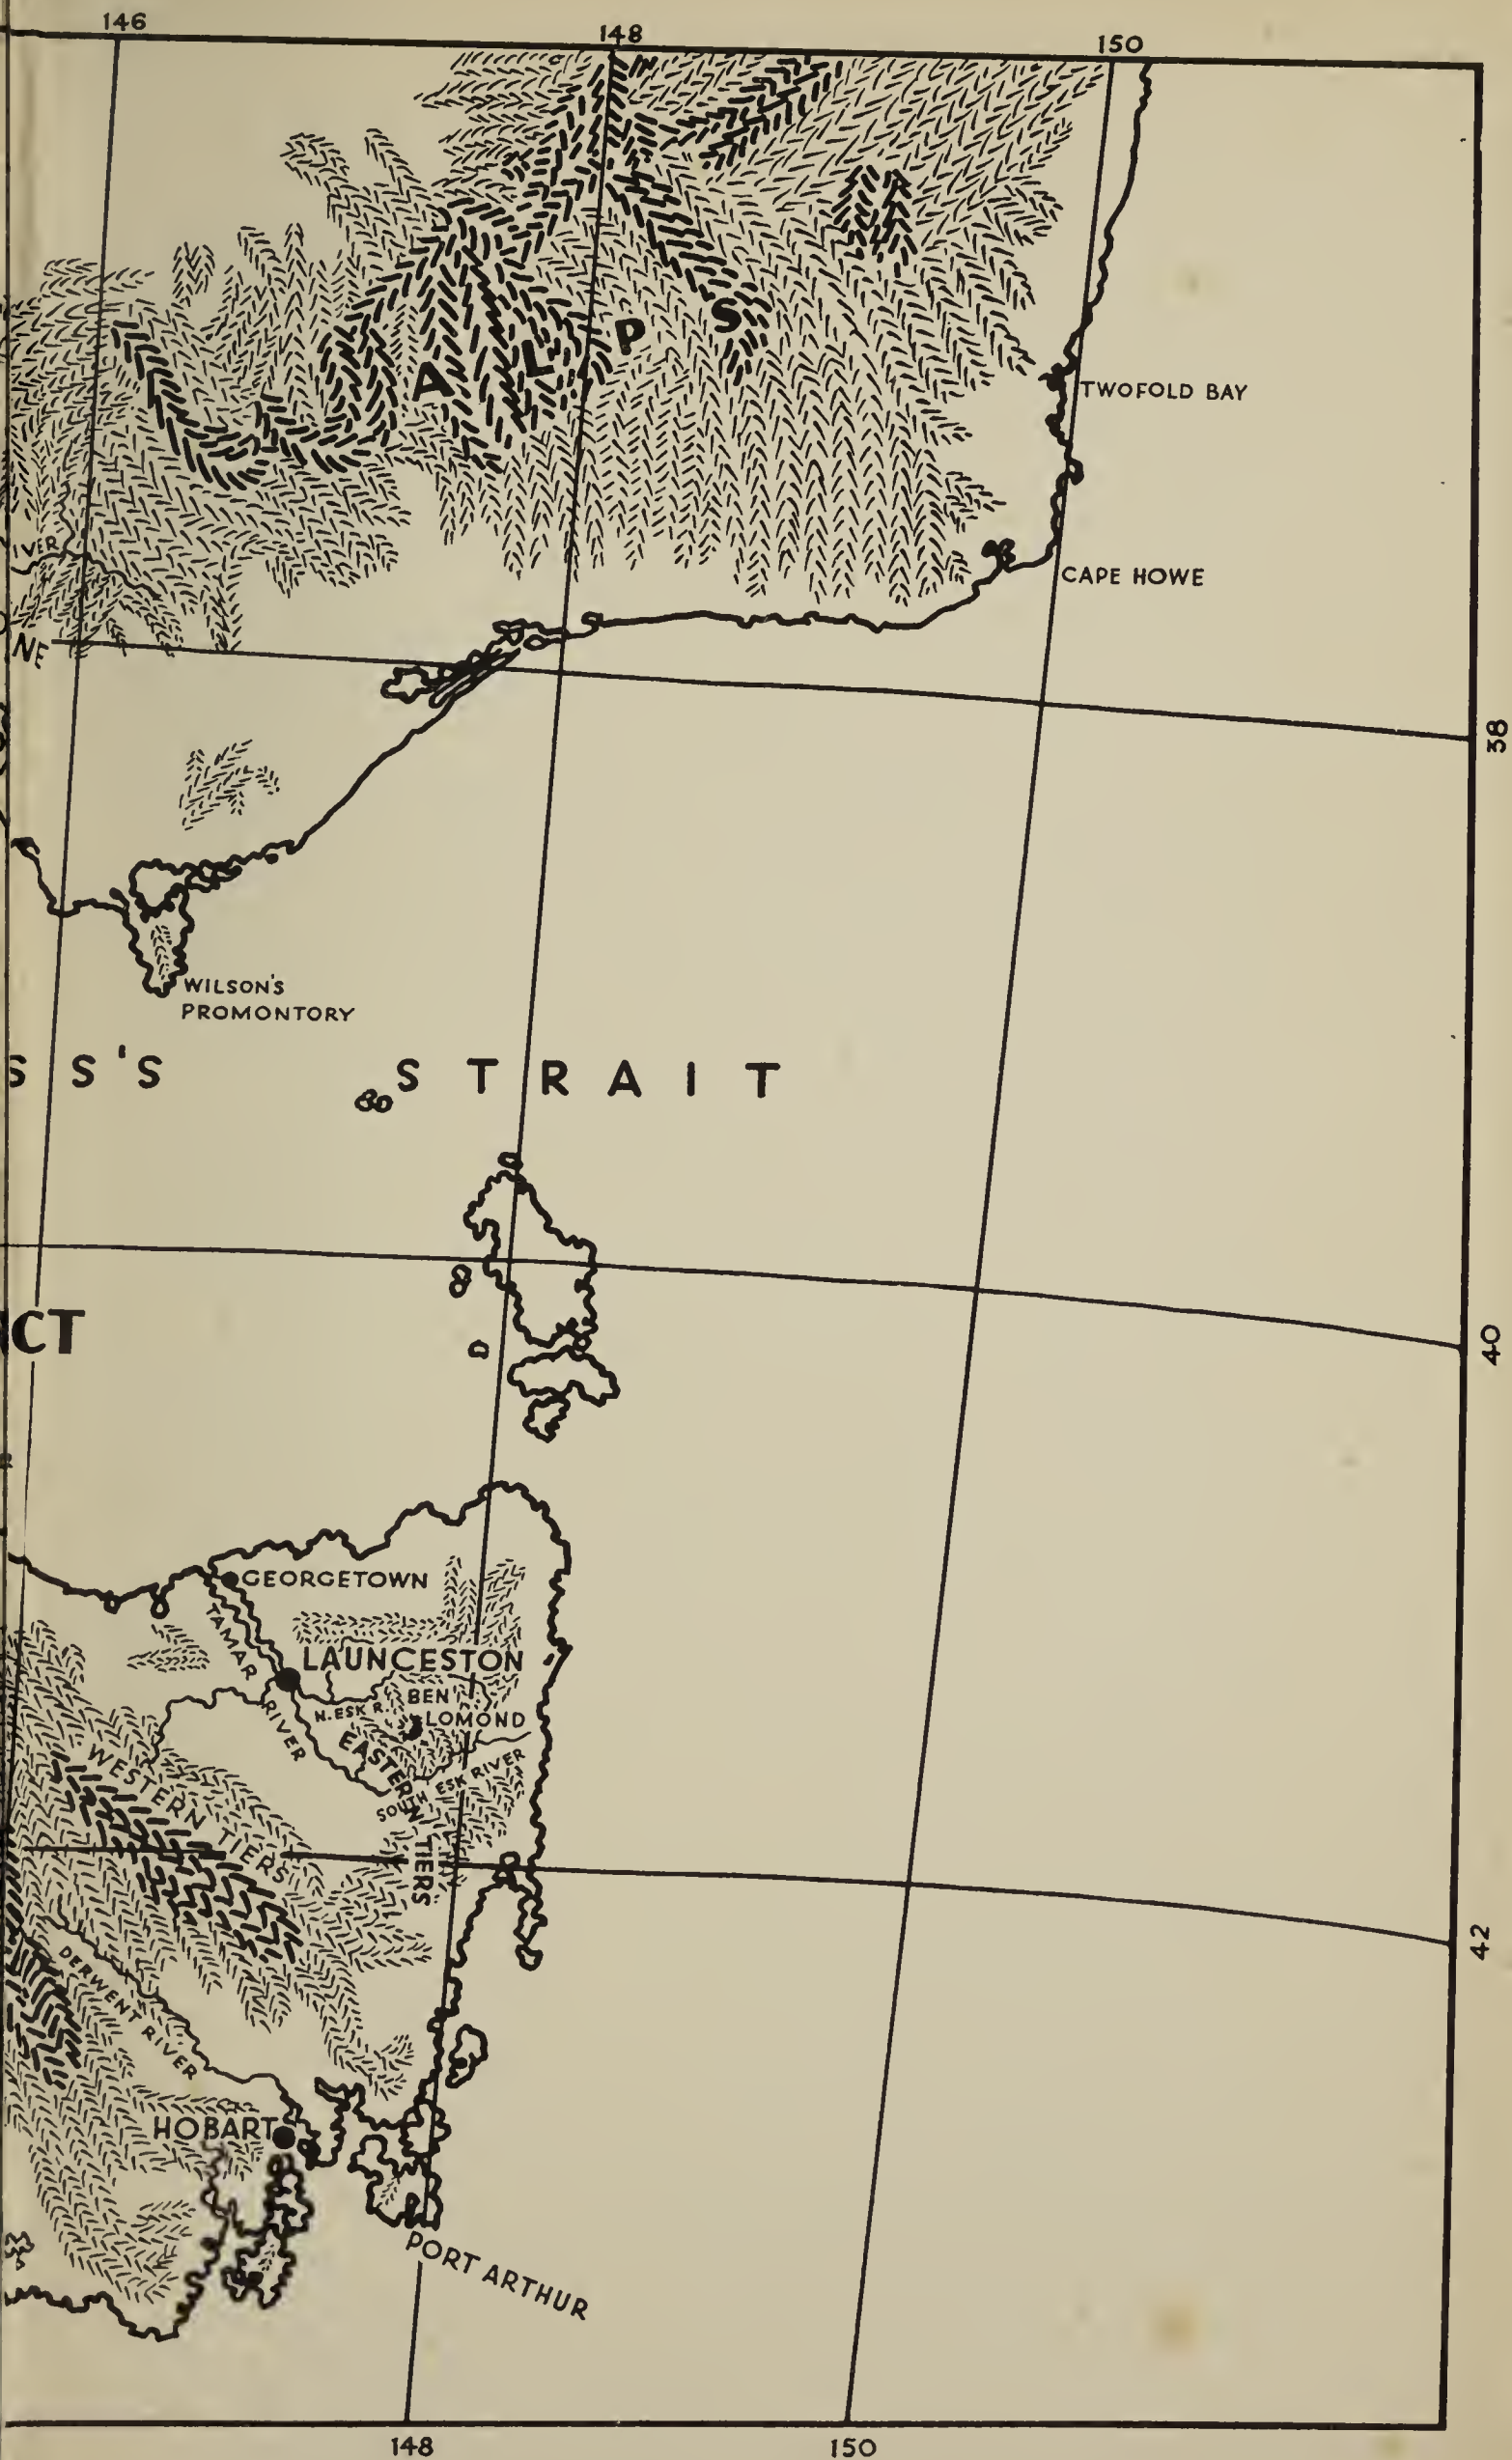 146
148
150
ALPS
TWOFOLD BAY
IVER
CAPE HOWE
NE
38
WILSON'S
PROMONTORY
S S'S STRAIT
CT
40
GEORGETOWN
TAMAR RIVER
LAUNCESTON
BEN
LOMOND
N. ESK R.
EASTERN TIERS
SOUTH ESK RIVER
WESTERN TIERS
42
DERWENT RIVER
HOBART
PORT ARTHUR
148
150